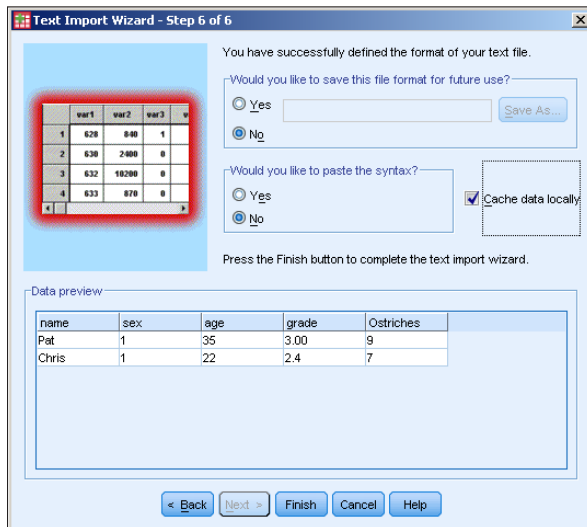 Text Import Wizard - Step 6 of 6
You have successfully defined the format of your text file.
Would you like to save this file format for future use?
Yes
Save As...
No
Would you like to paste the syntax?
Yes
No
Cache data locally
Press the Finish button to complete the text import wizard.
var1 var2 var3 v
1 628 840 1
2 630 2400 0
3 632 10200 0
4 633 870 0
Data preview
name sex age grade Ostriches
Pat 1 35 3.00 9
Chris 1 22 2.4 7
< Back Next > Finish Cancel Help